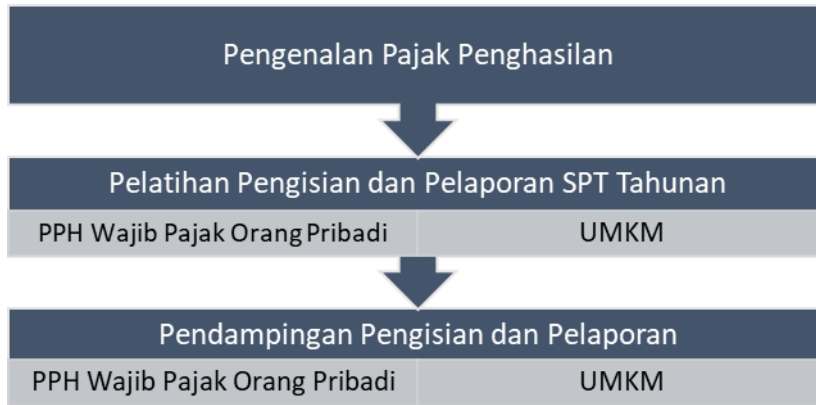 Pengenalan Pajak Penghasilan
Pelatihan Pengisian dan Pelaporan SPT Tahunan
PPH Wajib Pajak Orang Pribadi
UMKM
Pendampingan Pengisian dan Pelaporan
PPH Wajib Pajak Orang Pribadi
UMKM